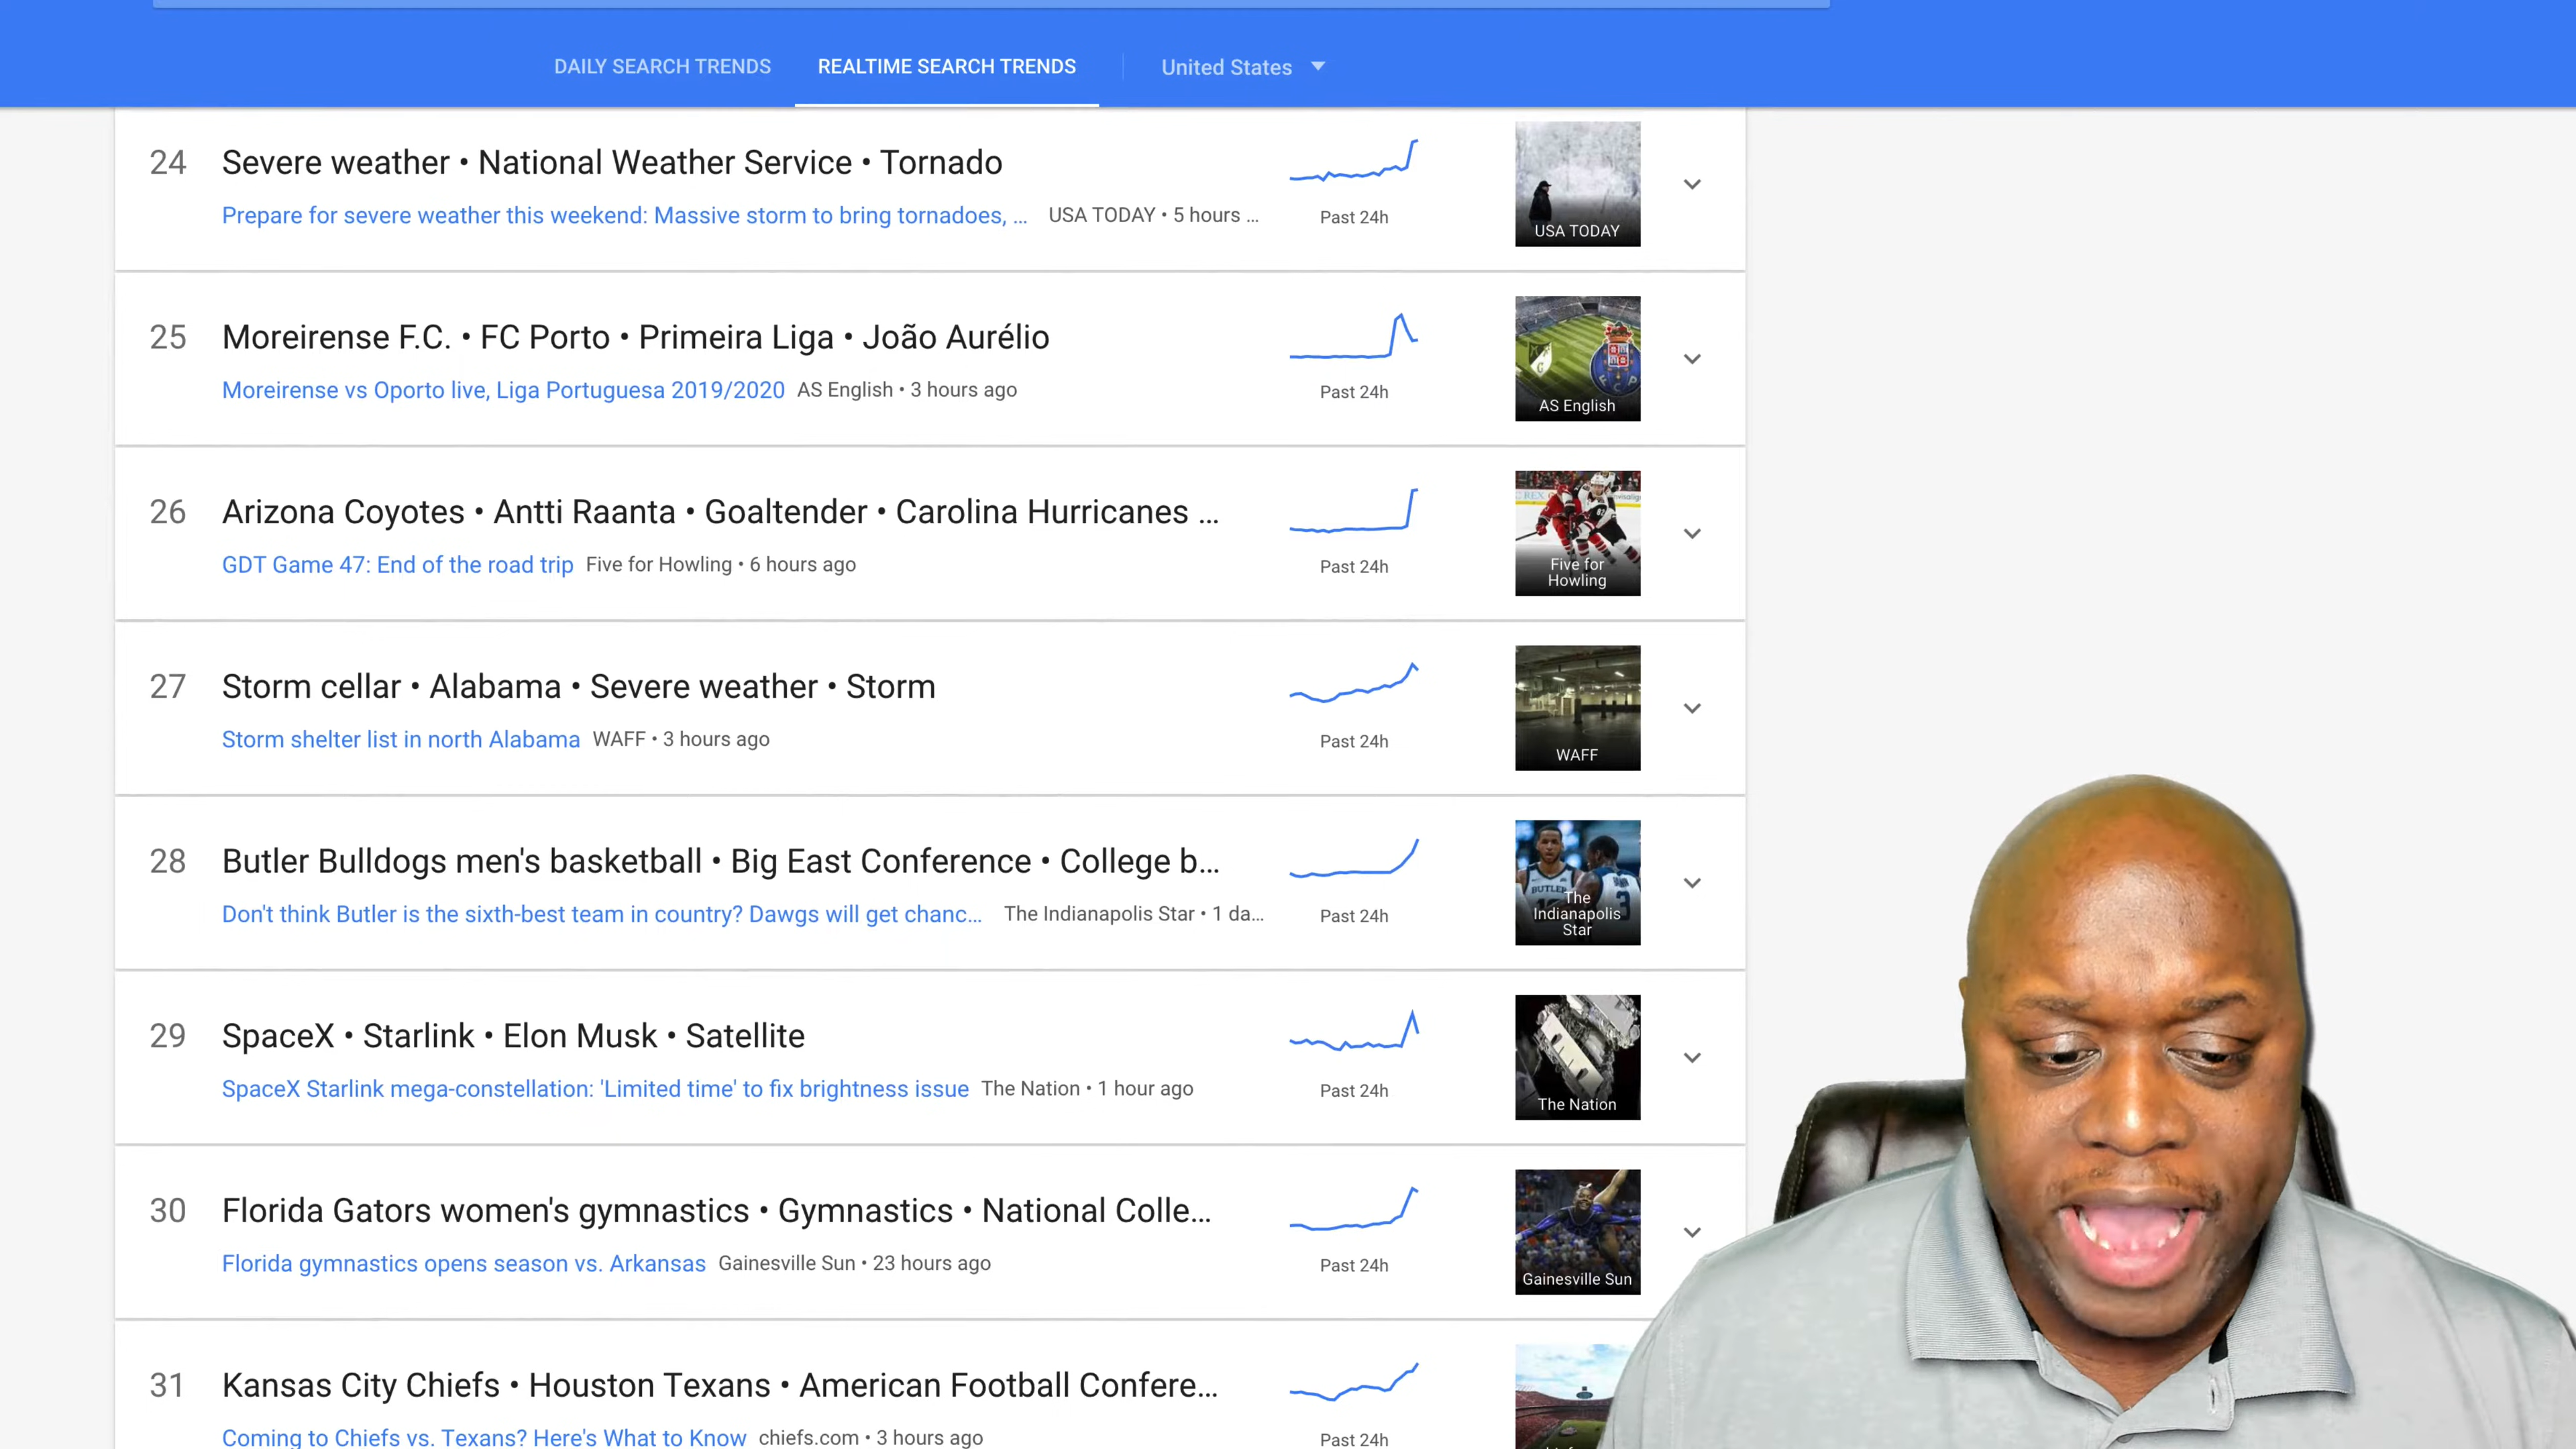 DAILY SEARCH TRENDS REALTIME SEARCH TRENDS United States
24 Severe weather • National Weather Service • Tornado
Prepare for severe weather this weekend: Massive storm to bring tornadoes, ... USA TODAY • 5 hours ... Past 24h
USA TODAY
25 Moreirense F.C. • FC Porto • Primeira Liga • João Aurélio
Moreirense vs Oporto live, Liga Portuguesa 2019/2020 AS English • 3 hours ago Past 24h
AS English
26 Arizona Coyotes • Antti Raanta • Goaltender • Carolina Hurricanes ...
GDT Game 47: End of the road trip Five for Howling • 6 hours ago Past 24h
Five for
Howling
27 Storm cellar • Alabama • Severe weather • Storm
Storm shelter list in north Alabama WAFF • 3 hours ago Past 24h
WAFF
28 Butler Bulldogs men's basketball • Big East Conference • College b...
Don't think Butler is the sixth-best team in country? Dawgs will get chanc... The Indianapolis Star • 1 da... Past 24h
BUTLER
The
Indianapolis
Star
29 SpaceX • Starlink • Elon Musk • Satellite
SpaceX Starlink mega-constellation: 'Limited time' to fix brightness issue The Nation • 1 hour ago Past 24h
The Nation
30 Florida Gators women's gymnastics • Gymnastics • National Colle...
Florida gymnastics opens season vs. Arkansas Gainesville Sun • 23 hours ago Past 24h
Gainesville Sun
31 Kansas City Chiefs • Houston Texans • American Football Confere...
Coming to Chiefs vs. Texans? Here's What to Know chiefs.com • 3 hours ago Past 24h